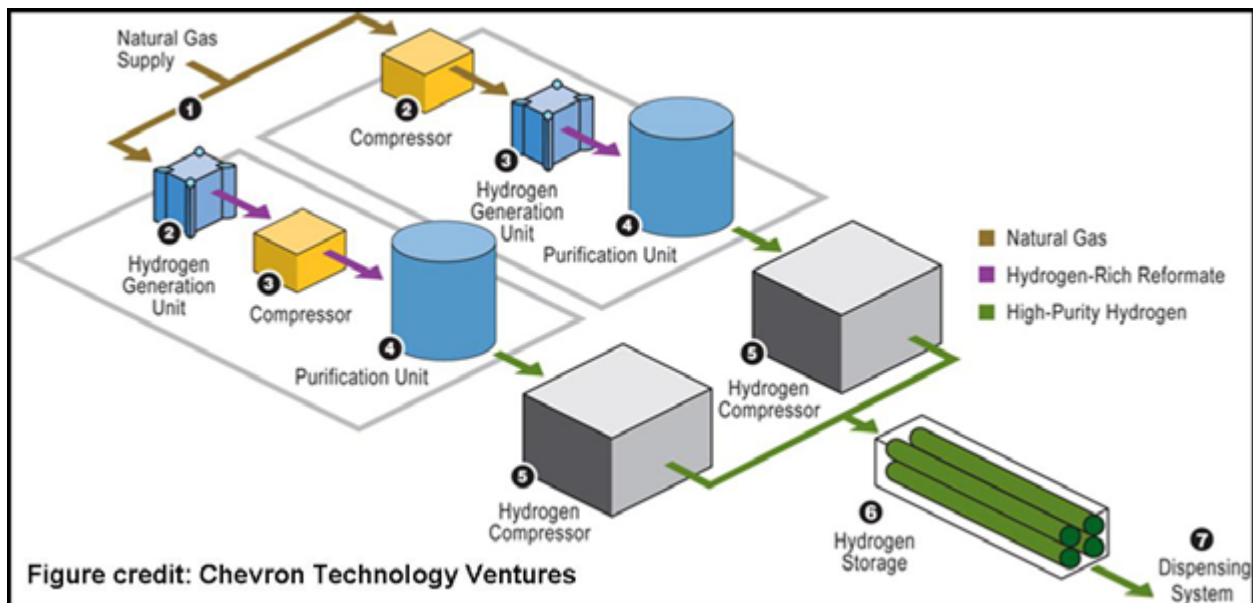 Natural Gas
Supply
1
2
Compressor
3
Hydrogen
Generation
Unit
4
Purification Unit
2
Hydrogen
Generation
Unit
3
Compressor
4
Purification Unit
5
Hydrogen
Compressor
5
Hydrogen
Compressor
Natural Gas
Hydrogen-Rich Reformate
High-Purity Hydrogen
6
Hydrogen
Storage
7
Dispensing
System
Figure credit: Chevron Technology Ventures